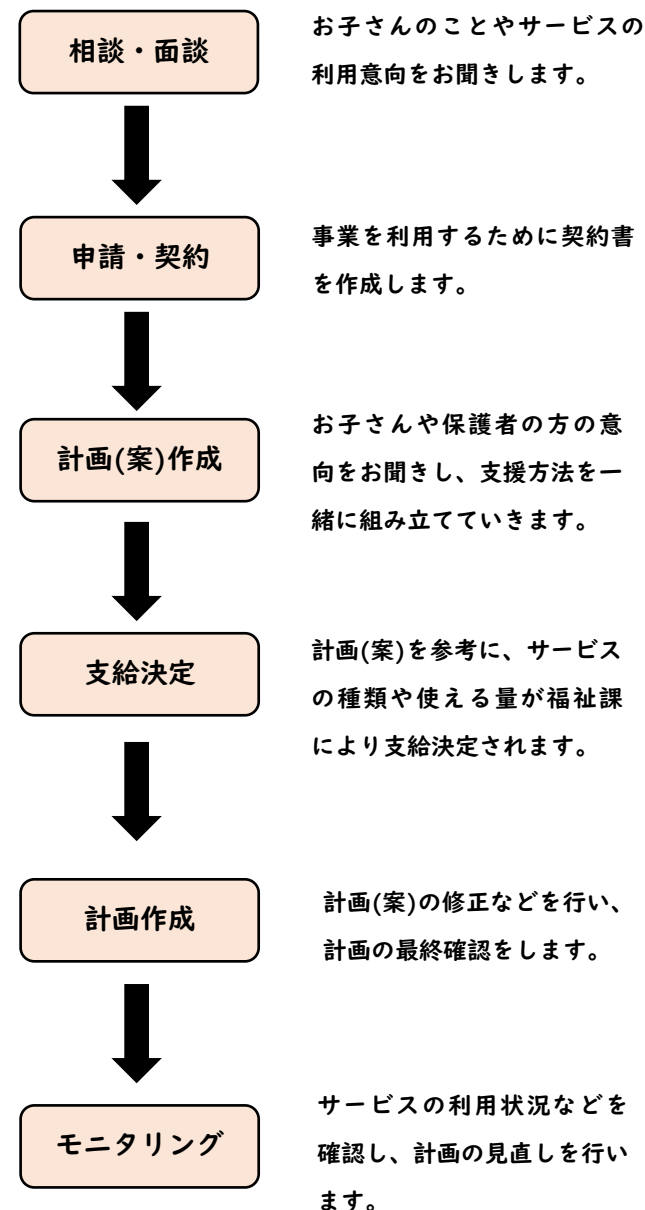 相談・面談
お子さんのことやサービスの
利用意向をお聞きします。
申請・契約
事業を利用するために契約書
を作成します。
計画(案)作成
お子さんや保護者の方の意
向をお聞きし、支援方法を一
緒に組み立てていきます。
支給決定
計画(案)を参考に、サービス
の種類や使える量が福祉課
により支給決定されます。
計画作成
計画(案)の修正などを行い、
計画の最終確認をします。
モニタリング
サービスの利用状況などを
確認し、計画の見直しを行い
ます。